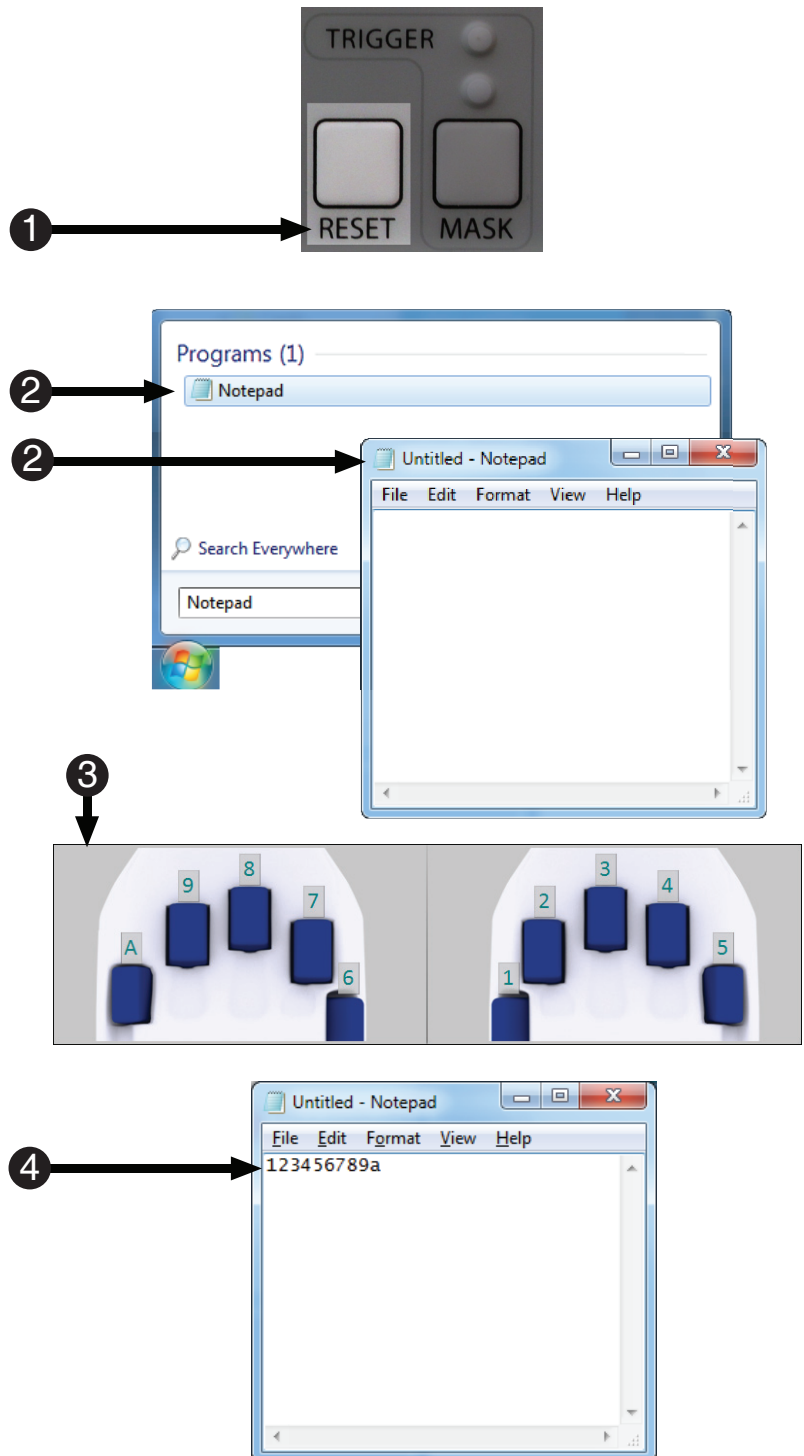 TRIGGER
RESET MASK
1
Programs (1)
2 Notepad
2 Untitled - Notepad
File Edit Format View Help
Search Everywhere
Notepad
3
A 9 8 7 6 1 2 3 4 5
Untitled - Notepad
File Edit Format View Help
4 123456789a